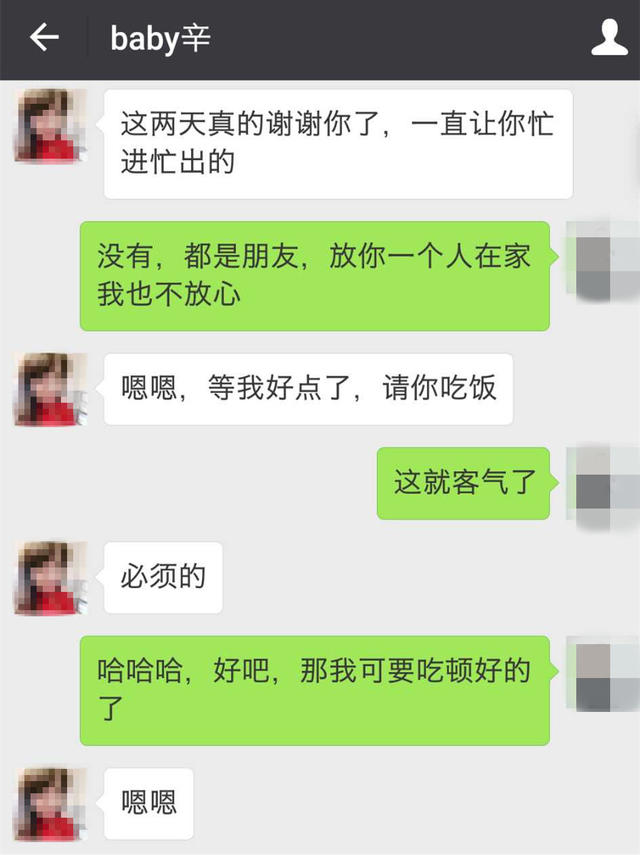 baby辛
这两天真的谢谢你了，一直让你忙
进忙出的
没有，都是朋友，放你一个人在家
我也不放心
嗯嗯，等我好点了，请你吃饭
这就客气了
必须的
哈哈哈，好吧，那我可要吃顿好的
了
嗯嗯